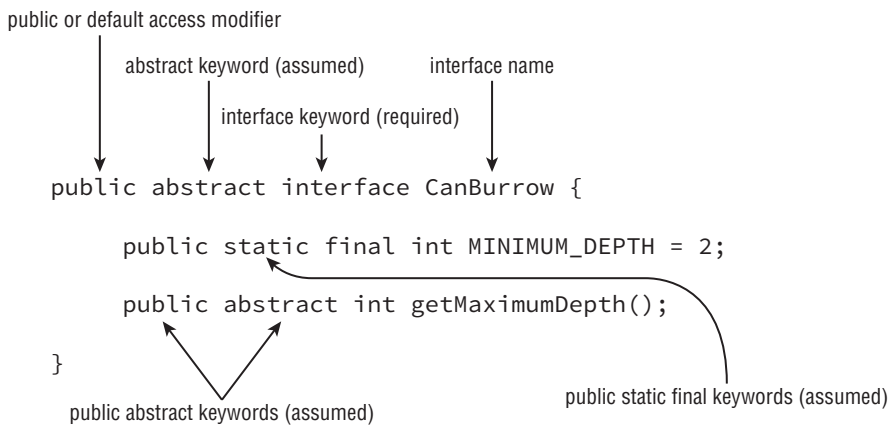 public or default access modifier
abstract keyword (assumed)
interface name
interface keyword (required)
public abstract interface CanBurrow {
public static final int MINIMUM_DEPTH = 2;
public abstract int getMaximumDepth();
}
public abstract keywords (assumed)
public static final keywords (assumed)